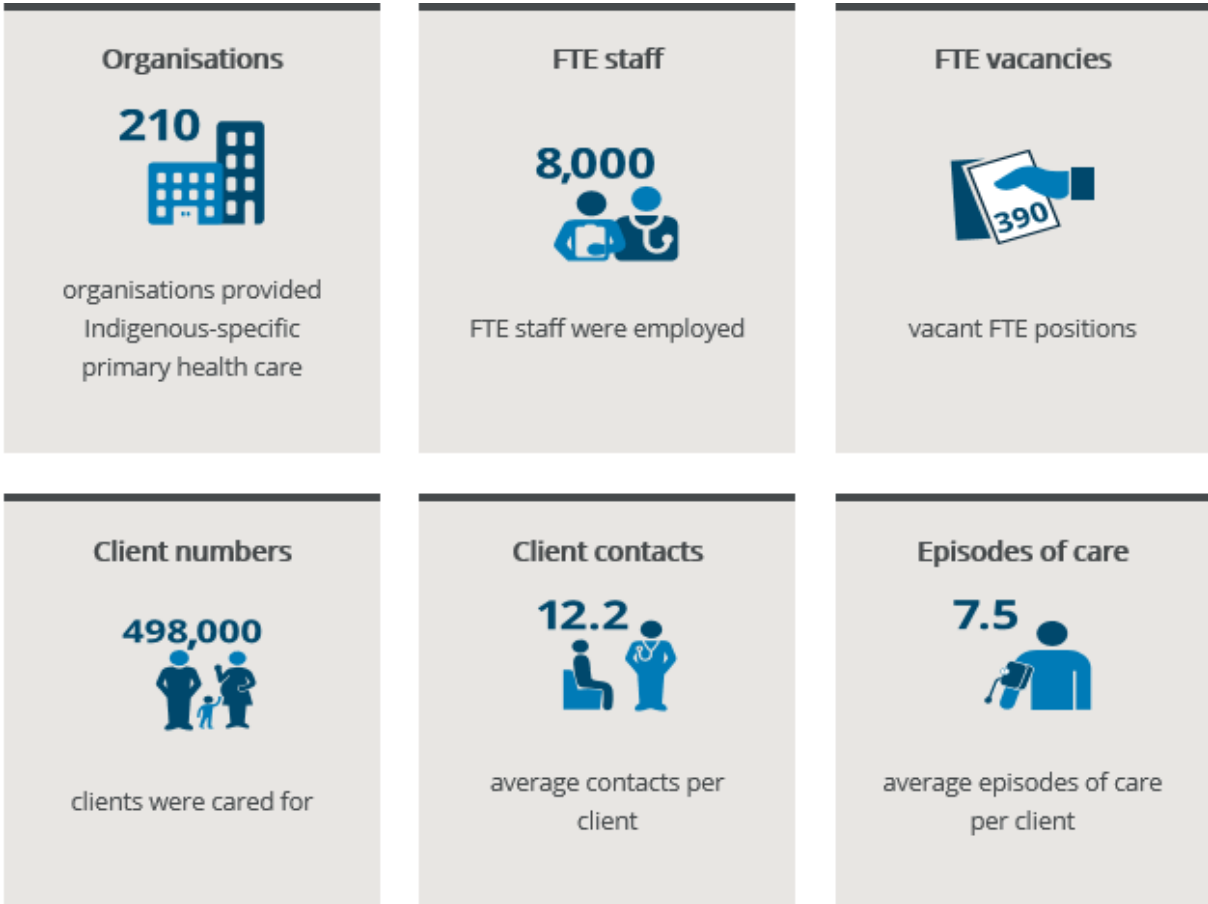 Organisations
210
organisations provided
Indigenous-specific
primary health care
FTE staff
8,000
FTE staff were employed
FTE vacancies
390
vacant FTE positions
Client numbers
498,000
clients were cared for
Client contacts
12.2
average contacts per
client
Episodes of care
7.5
average episodes of care
per client